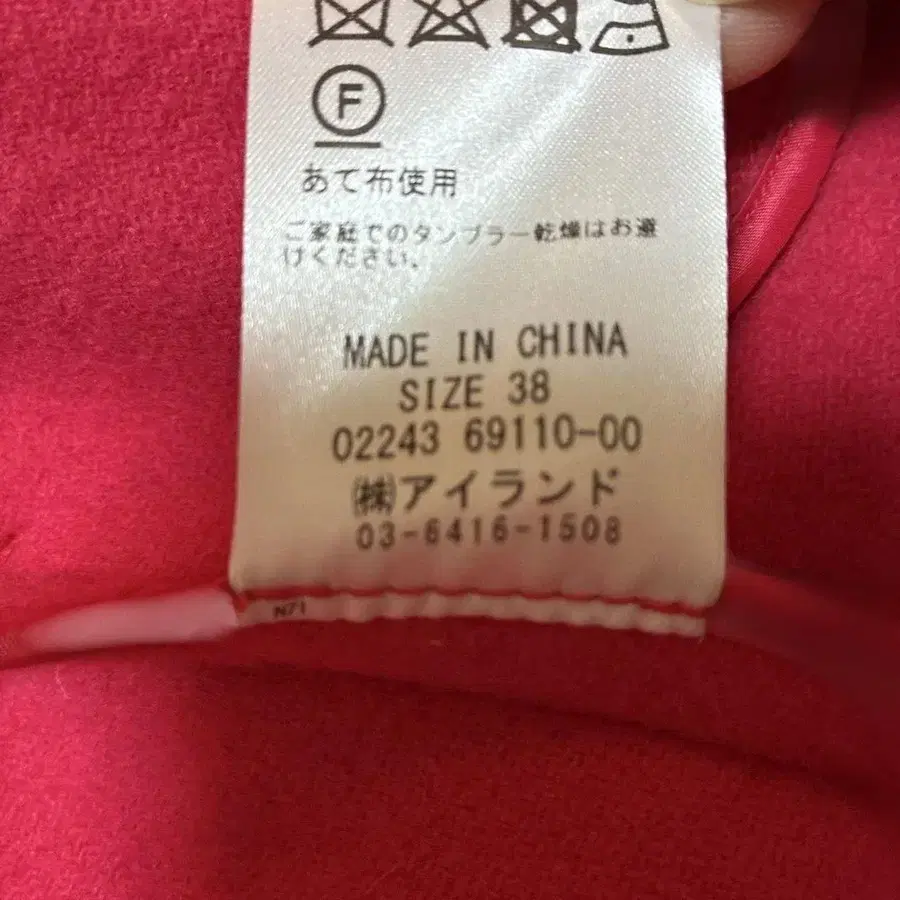 F
あて布使用
ご家庭でのタンブラー乾燥はお避
けください。
MADE IN CHINA
SIZE 38
02243 69110-00
㈱アイランド
03-6416-1508
N71